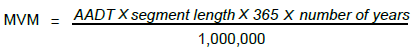 MVM = AADT X segment length X 365 X number of years
1,000,000